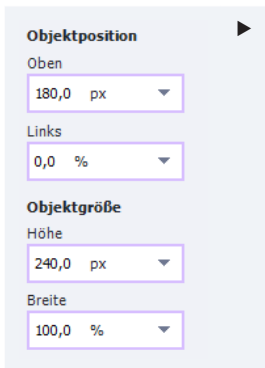 Objektposition
Oben
180,0 px
Links
0,0 %
Objektgröße
Höhe
240,0 px
Breite
100,0 %